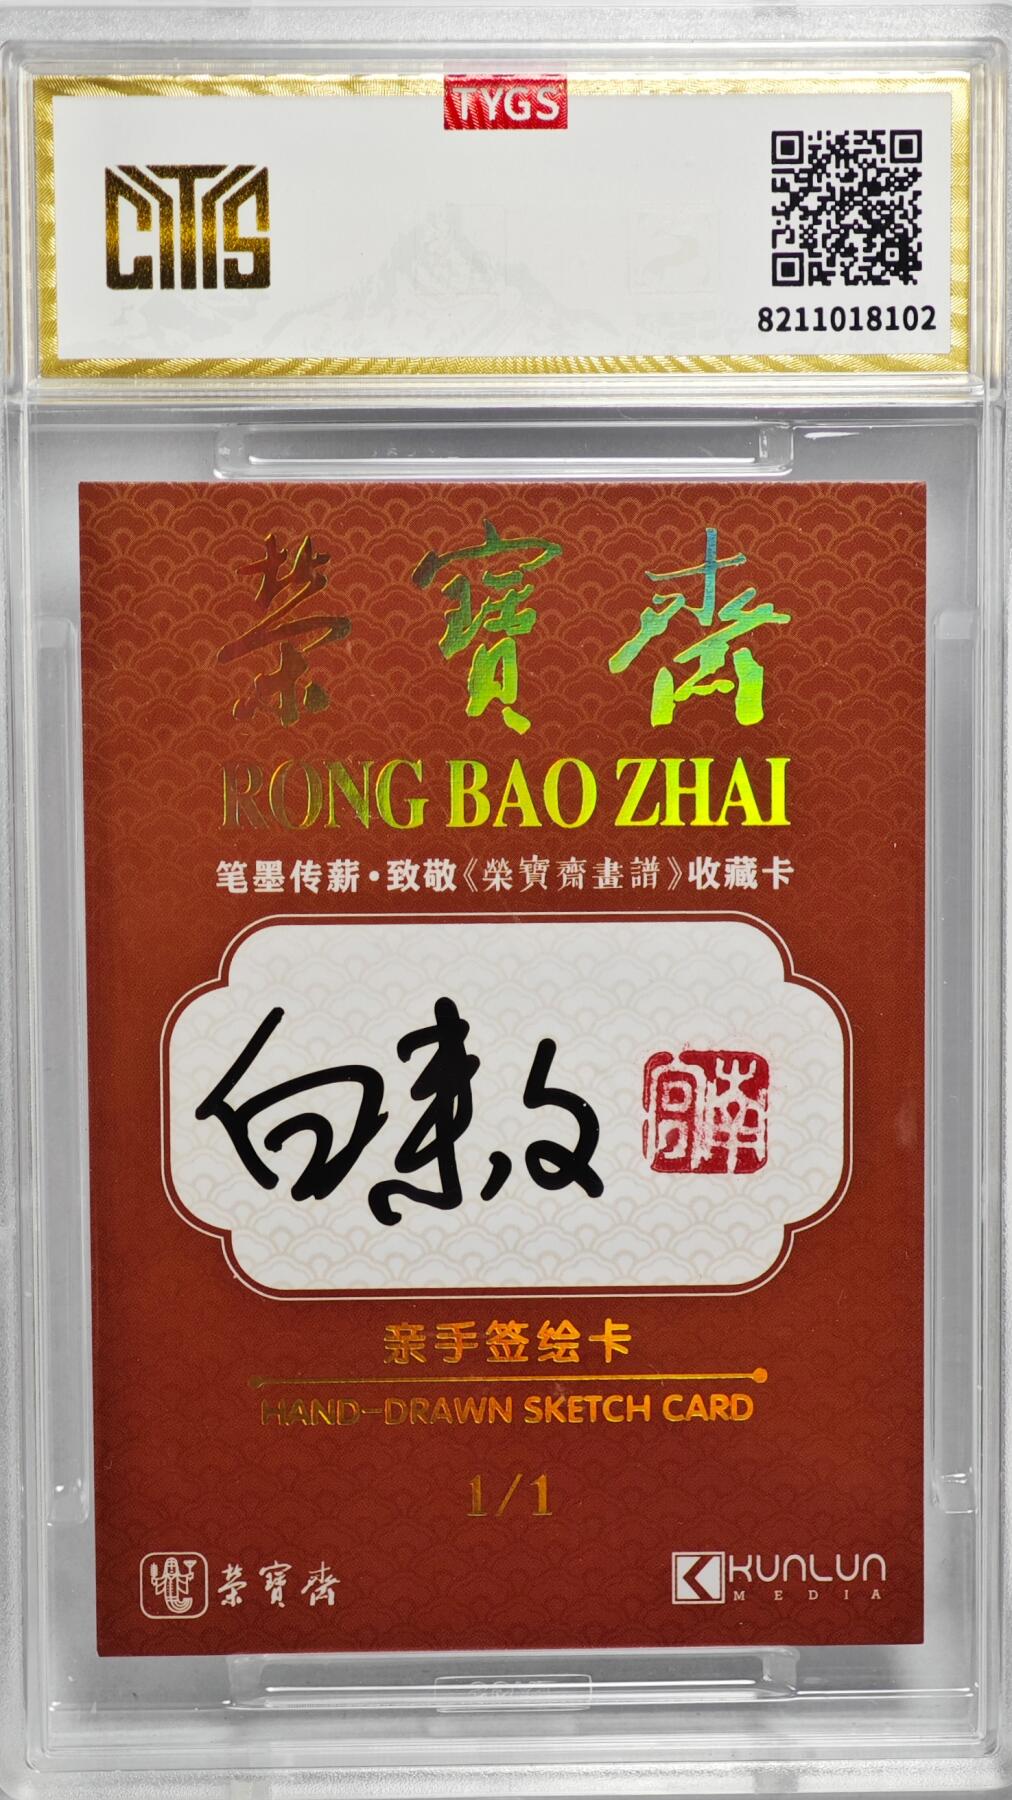 TYGS
CITIS
8211018102
榮寶齋
RONG BAO ZHAI
笔墨传薪·致敬《榮寶齋畫譜》收藏卡
亲手签绘卡
HAND-DRAWN SKETCH CARD
1/1
榮寶齋
KUNLUN
MEDIA